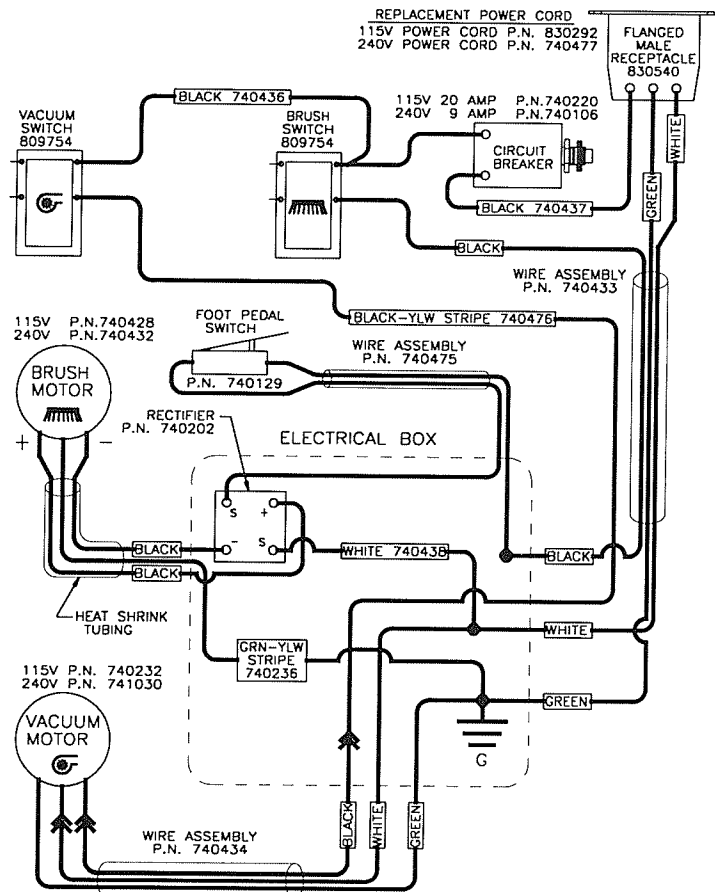 REPLACEMENT POWER CORD
115V POWER CORD P.N. 830292
240V POWER CORD P.N. 740477
FLANGED
MALE
RECEPTACLE
830540
BLACK 740436
VACUUM
SWITCH
809754
BRUSH
SWITCH
809754
115V 20 AMP P.N.740220
240V 9 AMP P.N.740106
CIRCUIT
BREAKER
WHITE
GREEN
BLACK 740437
BLACK
WIRE ASSEMBLY
P.N. 740433
115V P.N.740428
240V P.N.740432
FOOT PEDAL
SWITCH
BLACK-YLW STRIPE 740476
WIRE ASSEMBLY
P.N. 740475
BRUSH
MOTOR
P.N. 740129
+
−
RECTIFIER
P.N. 740202
ELECTRICAL BOX
S
+
-
S
BLACK
WHITE 740438
BLACK
BLACK
HEAT SHRINK
TUBING
WHITE
GRN-YLW
STRIPE
740236
115V P.N. 740232
240V P.N. 741030
GREEN
VACUUM
MOTOR
G
BLACK
WHITE
GREEN
WIRE ASSEMBLY
P.N. 740434